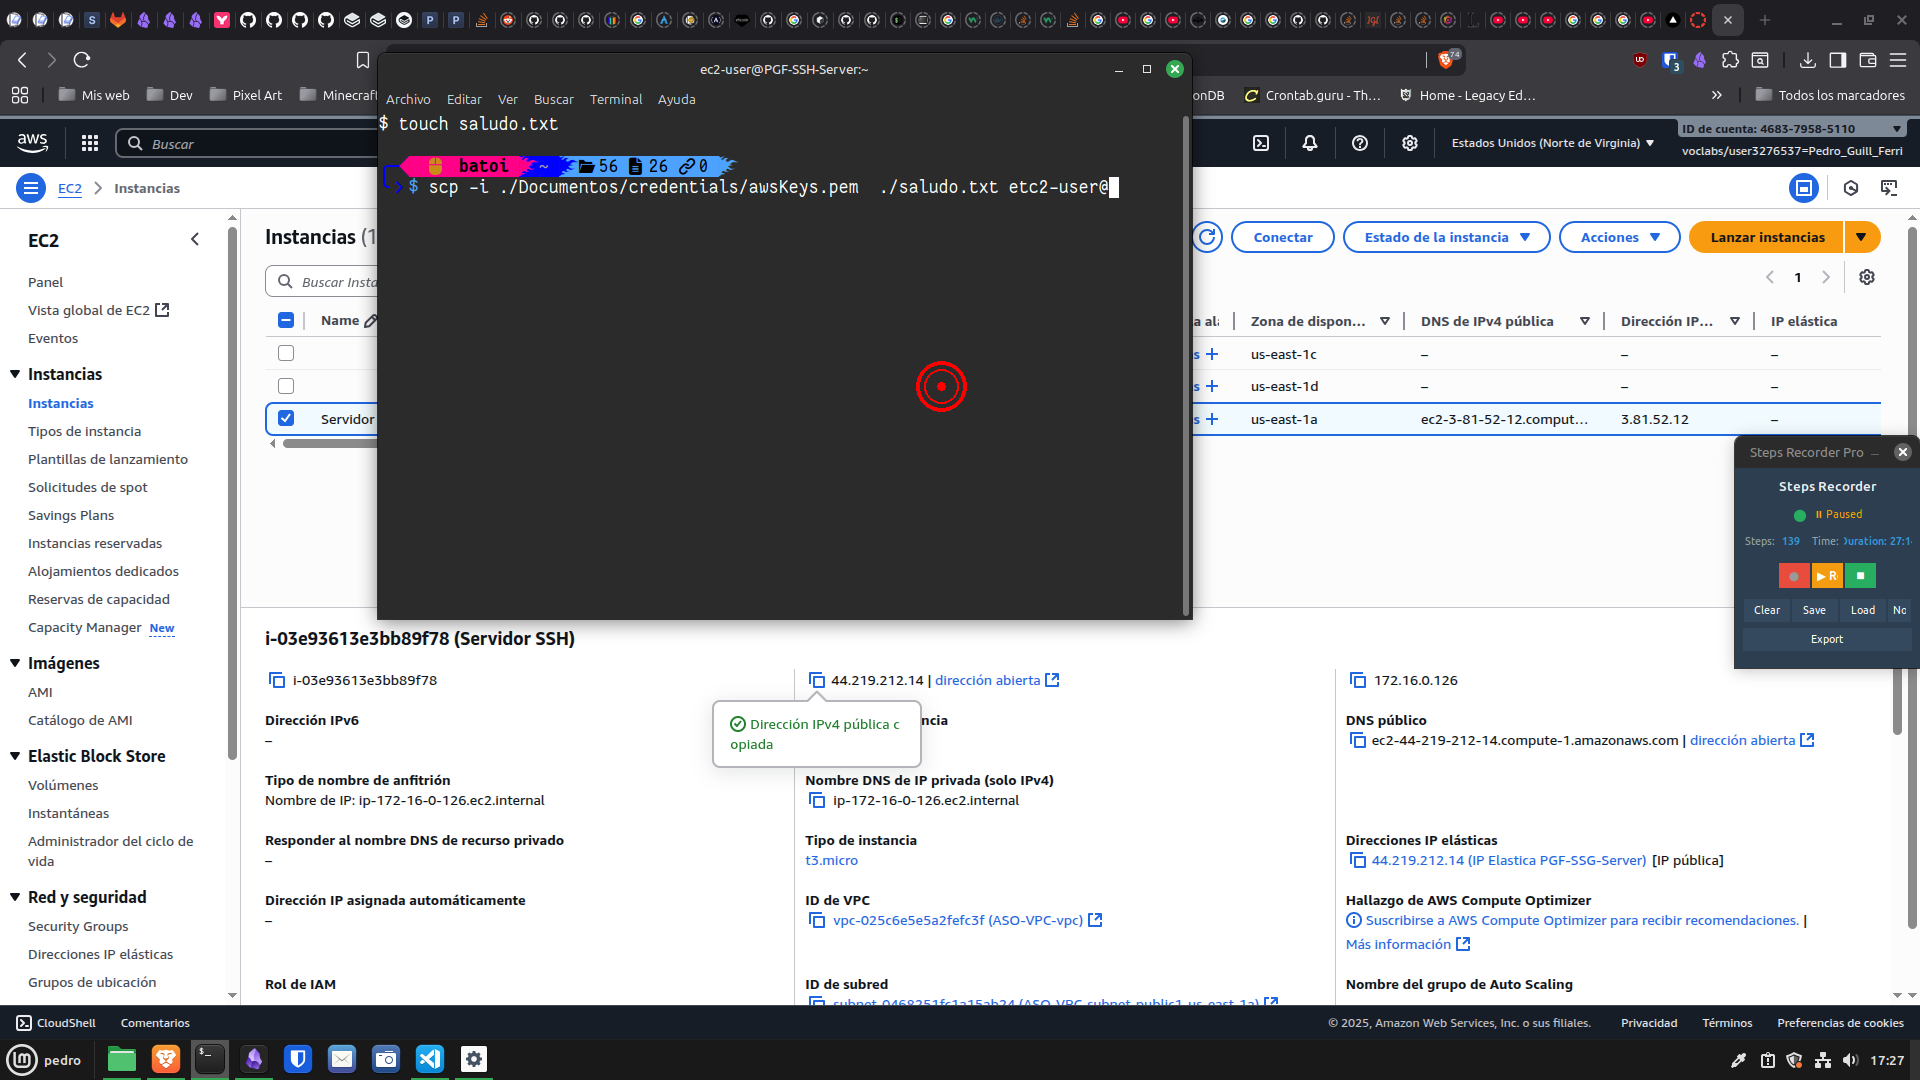 74
3
Mis web
Dev
Pixel Art
Minecraft
onDB
Crontab.guru - Th...
Home - Legacy Ed...
Todos los marcadores
ec2-user@PGF-SSH-Server:~
Archivo Editar Ver Buscar Terminal Ayuda
$ touch saludo.txt
batoi ~ 56 26 0
$ scp -i ./Documentos/credentials/awsKeys.pem ./saludo.txt etc2-user@
aws
Buscar
Estados Unidos (Norte de Virginia)
ID de cuenta: 4683-7958-5110
voclabs/user3276537=Pedro_Guill_Ferri
EC2
Instancias
EC2
Panel
Vista global de EC2
Eventos
Instancias
Instancias
Tipos de instancia
Plantillas de lanzamiento
Solicitudes de spot
Savings Plans
Instancias reservadas
Alojamientos dedicados
Reservas de capacidad
Capacity Manager New
Imágenes
AMI
Catálogo de AMI
Elastic Block Store
Volúmenes
Instantáneas
Administrador del ciclo de
vida
Red y seguridad
Security Groups
Direcciones IP elásticas
Grupos de ubicación
Instancias (1
Conectar
Estado de la instancia
Acciones
Lanzar instancias
Buscar Insta
1
Name
a al
Zona de dispon...
DNS de IPv4 pública
Dirección IP...
IP elástica
s + us-east-1c – – –
s + us-east-1d – – –
Servidor s + us-east-1a ec2-3-81-52-12.comput... 3.81.52.12 –
Steps Recorder Pro
Steps Recorder
Paused
Steps: 139 Time: Duration: 27:1
R
Clear Save Load No
Export
i-03e93613e3bb89f78 (Servidor SSH)
i-03e93613e3bb89f78
44.219.212.14 | dirección abierta
172.16.0.126
Dirección IPv4 pública c
opiada
Dirección IPv6
–
ncia
DNS público
ec2-44-219-212-14.compute-1.amazonaws.com | dirección abierta
Tipo de nombre de anfitrión
Nombre de IP: ip-172-16-0-126.ec2.internal
Nombre DNS de IP privada (solo IPv4)
ip-172-16-0-126.ec2.internal
Responder al nombre DNS de recurso privado
–
Tipo de instancia
t3.micro
Direcciones IP elásticas
44.219.212.14 (IP Elastica PGF-SSG-Server) [IP pública]
Dirección IP asignada automáticamente
–
ID de VPC
vpc-025c6e5e5a2fefc3f (ASO-VPC-vpc)
Hallazgo de AWS Compute Optimizer
Suscribirse a AWS Compute Optimizer para recibir recomendaciones. |
Más información
Rol de IAM
ID de subred
subnet-0468251fc1a15ab24 (ASO-VPC-subnet-public1-us-east-1a)
Nombre del grupo de Auto Scaling
CloudShell
Comentarios
© 2025, Amazon Web Services, Inc. o sus filiales.
Privacidad
Términos
Preferencias de cookies
pedro
17:27